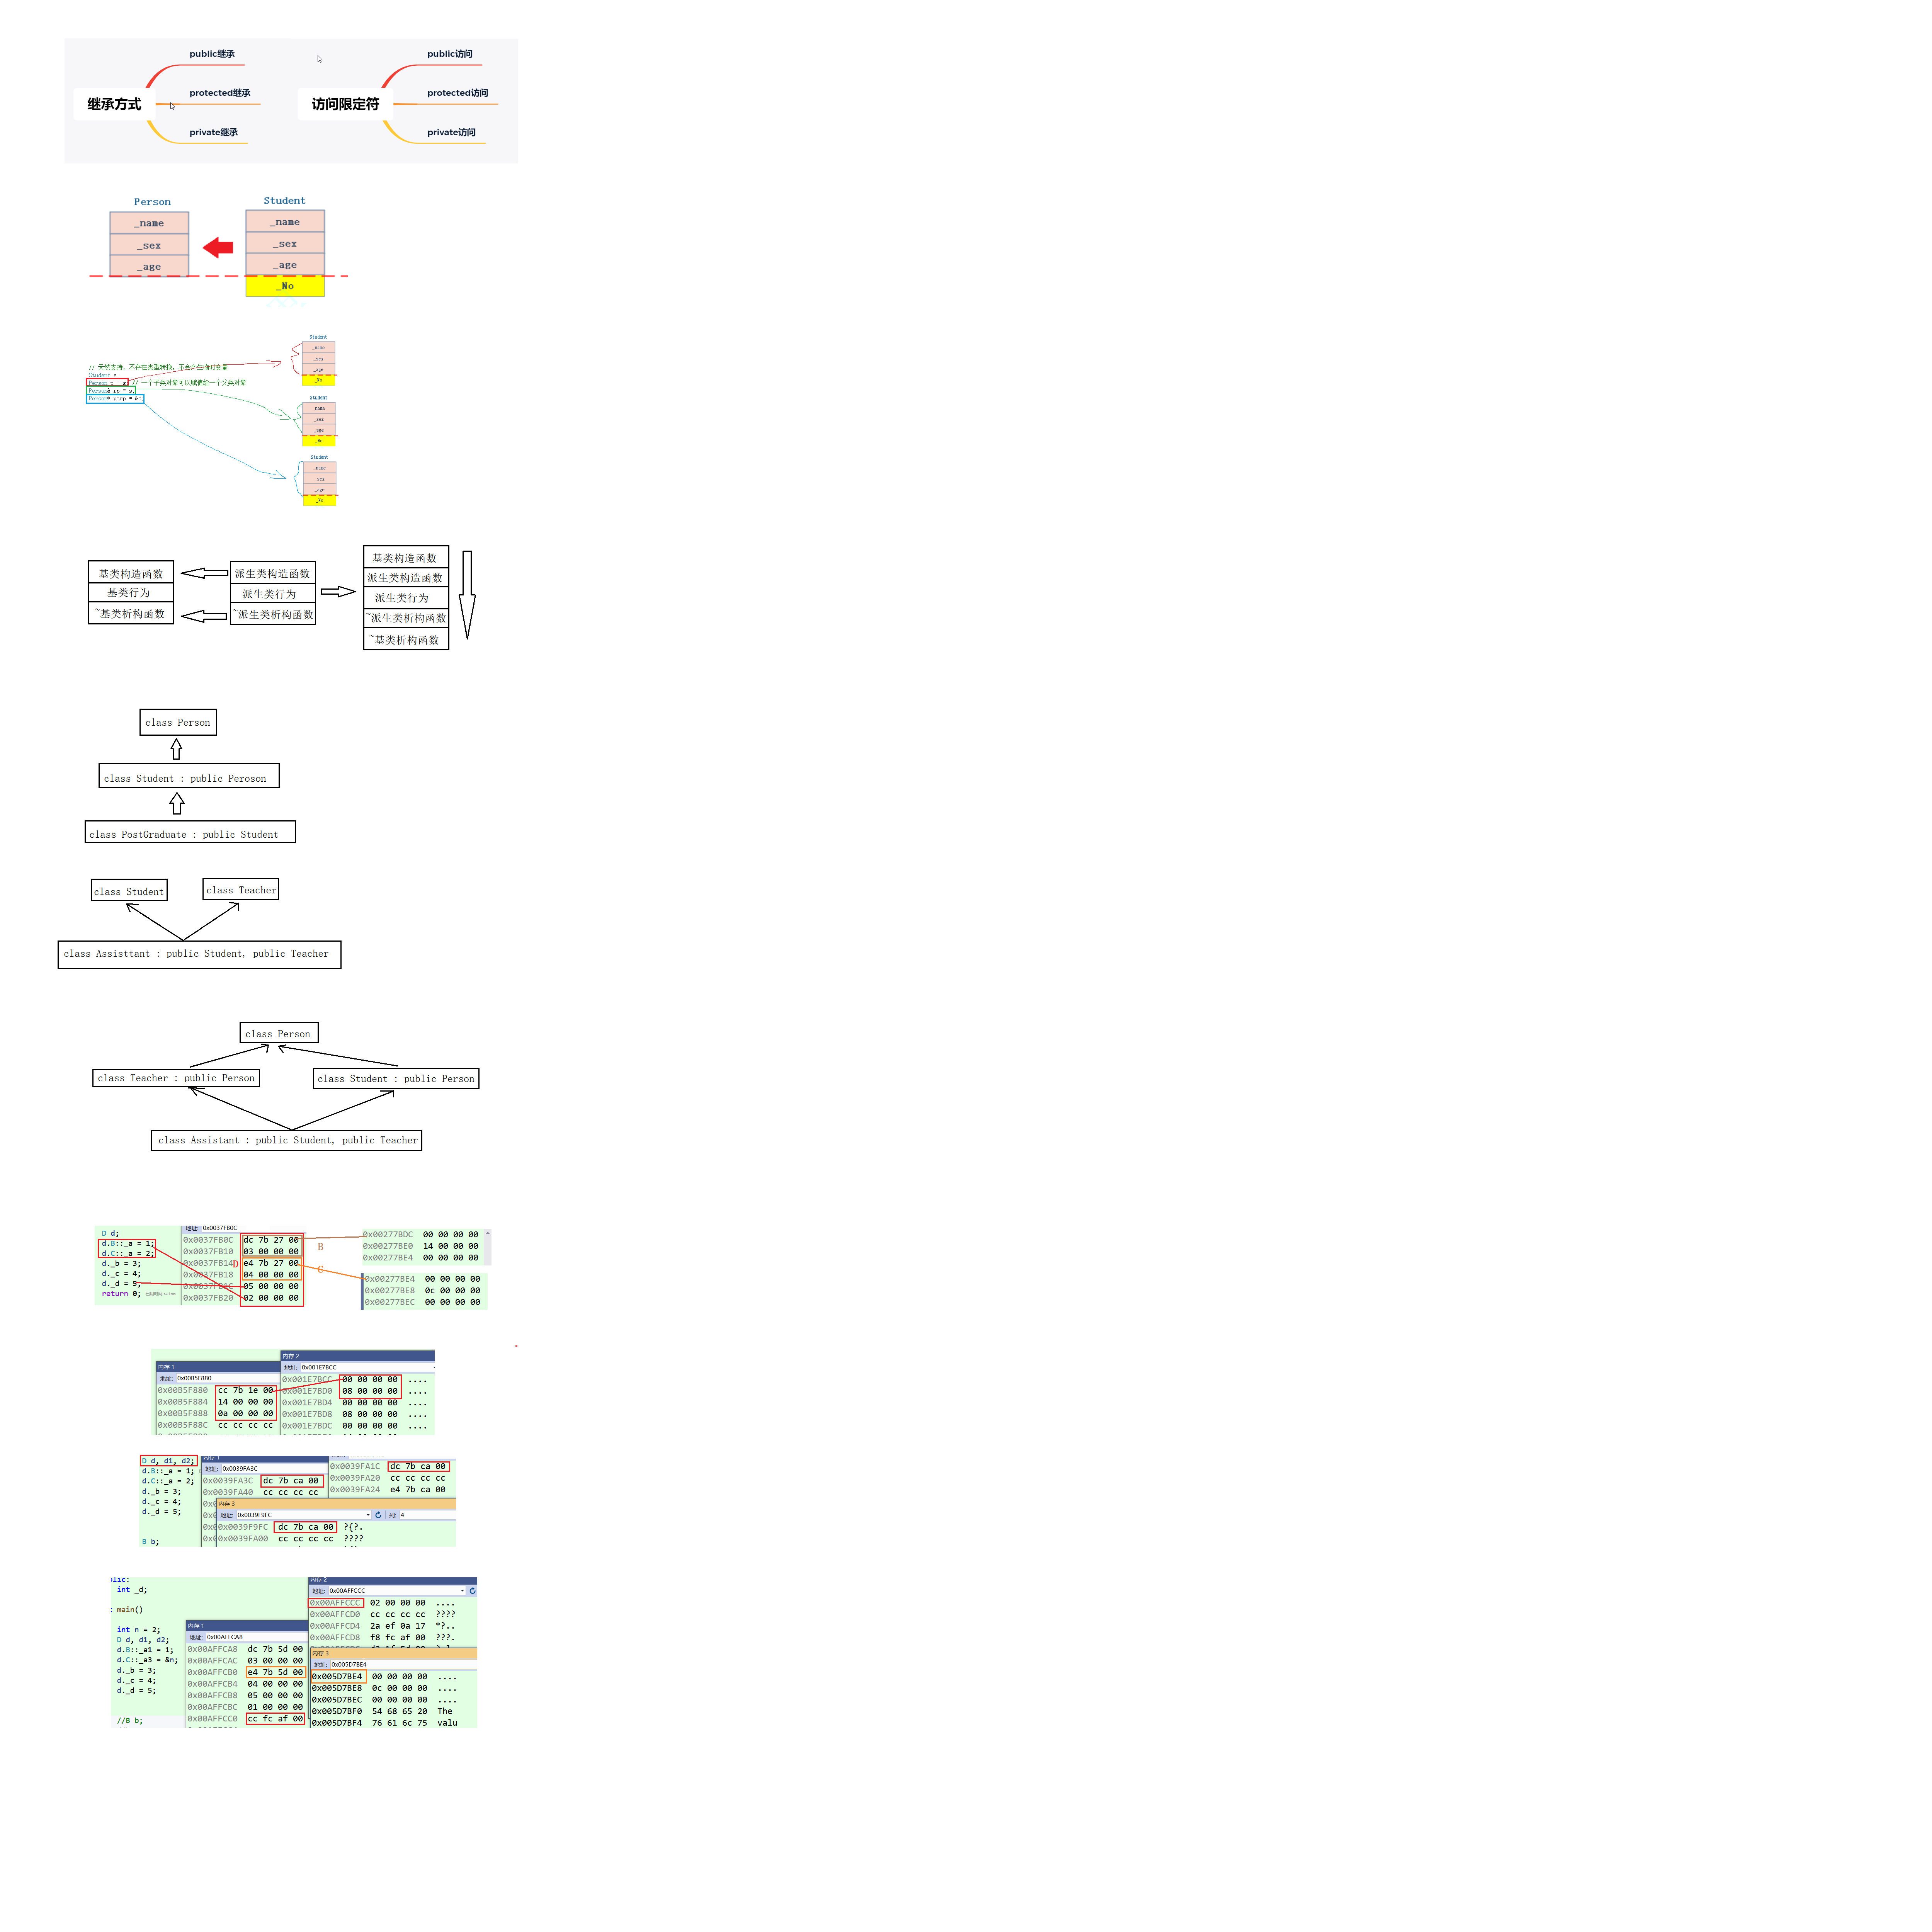 public继承
protected继承
private继承
继承方式
public访问
protected访问
private访问
访问限定符
Person
_name
_sex
_age
Student
_name
_sex
_age
_No
// 天然支持，不存在类型转换，不会产生临时变量
Student s;
Person p = s; // 一个子类对象可以赋值给一个父类对象
Person& rp = s;
Person* ptrp = &s;
Student
_name
_sex
_age
_No
Student
_name
_sex
_age
_No
Student
_name
_sex
_age
_No
基类构造函数
基类行为
~基类析构函数
派生类构造函数
派生类行为
~派生类析构函数
基类构造函数
派生类构造函数
派生类行为
~派生类析构函数
~基类析构函数
class Person
class Student : public Peroson
class PostGraduate : public Student
class Student
class Teacher
class Assisttant : public Student, public Teacher
class Person
class Teacher : public Person
class Student : public Person
class Assistant : public Student, public Teacher
D d;
d.B::_a = 1;
d.C::_a = 2;
d._b = 3;
d._c = 4;
d._d = 5;
return 0;
地址: 0x0037FB0C
0x0037FB0C dc 7b 27 00
0x0037FB10 03 00 00 00
0x0037FB14 e4 7b 27 00
0x0037FB18 04 00 00 00
0x0037FB1C 05 00 00 00
0x0037FB20 02 00 00 00
D
B
C
0x00277BDC 00 00 00 00
0x00277BE0 14 00 00 00
0x00277BE4 00 00 00 00
0x00277BE4 00 00 00 00
0x00277BE8 0c 00 00 00
0x00277BEC 00 00 00 00
内存 1
地址: 0x00B5F880
0x00B5F880 cc 7b 1e 00
0x00B5F884 14 00 00 00
0x00B5F888 0a 00 00 00
0x00B5F88C cc cc cc cc
内存 2
地址: 0x001E7BCC
0x001E7BCC 00 00 00 00 ....
0x001E7BD0 08 00 00 00 ....
0x001E7BD4 00 00 00 00 ....
0x001E7BD8 08 00 00 00 ....
0x001E7BDC 00 00 00 00 ....
D d, d1, d2;
d.B::_a = 1;
d.C::_a = 2;
d._b = 3;
d._c = 4;
d._d = 5;
B b;
地址: 0x0039FA3C
0x0039FA3C dc 7b ca 00
0x0039FA40 cc cc cc cc
0x0039FA1C dc 7b ca 00
0x0039FA20 cc cc cc cc
0x0039FA24 e4 7b ca 00
内存 3
地址: 0x0039F9FC
列: 4
0x0039F9FC dc 7b ca 00 ?{?.
0x0039FA00 cc cc cc cc ????
int _d;
main()
int n = 2;
D d, d1, d2;
d.B::_a1 = 1;
d.C::_a3 = &n;
d._b = 3;
d._c = 4;
d._d = 5;
//B b;
内存 1
地址: 0x00AFFCA8
0x00AFFCA8 dc 7b 5d 00
0x00AFFCAC 03 00 00 00
0x00AFFCB0 e4 7b 5d 00
0x00AFFCB4 04 00 00 00
0x00AFFCB8 05 00 00 00
0x00AFFCBC 01 00 00 00
0x00AFFCC0 cc fc af 00
内存 2
地址: 0x00AFFCCC
0x00AFFCCC 02 00 00 00 ....
0x00AFFCD0 cc cc cc cc ????
0x00AFFCD4 2a ef 0a 17 *?..
0x00AFFCD8 f8 fc af 00 ???.
内存 3
地址: 0x005D7BE4
0x005D7BE4 00 00 00 00 ....
0x005D7BE8 0c 00 00 00 ....
0x005D7BEC 00 00 00 00 ....
0x005D7BF0 54 68 65 20 The
0x005D7BF4 76 61 6c 75 valu